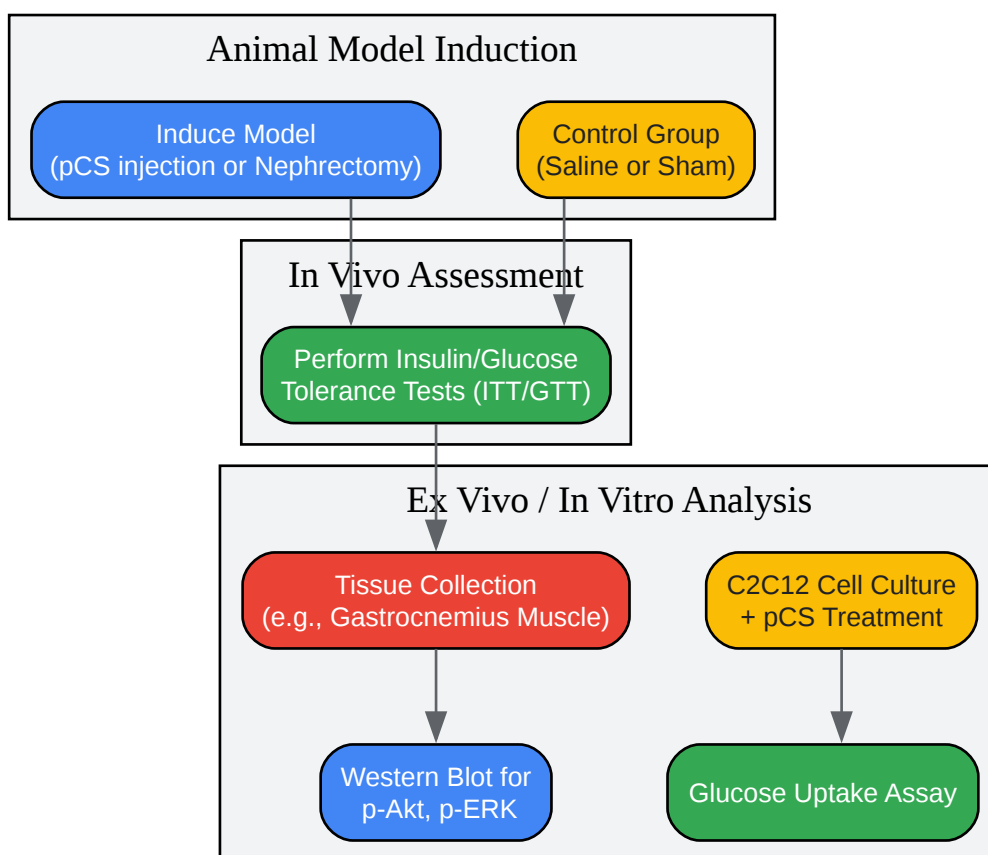 Animal Model Induction
Induce Model
(pCS injection or Nephrectomy)
Control Group
(Saline or Sham)
In Vivo Assessment
Perform Insulin/Glucose
Tolerance Tests (ITT/GTT)
Ex Vivo / In Vitro Analysis
Tissue Collection
(e.g., Gastrocnemius Muscle)
C2C12 Cell Culture
+ pCS Treatment
Western Blot for
p-Akt, p-ERK
Glucose Uptake Assay